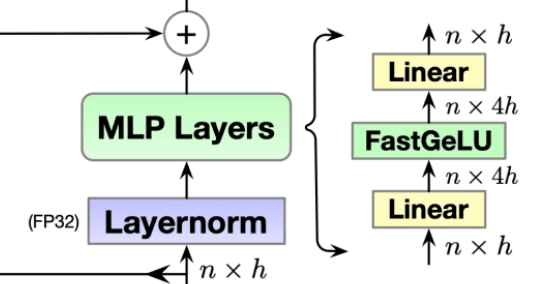 +
MLP Layers
(FP32)
Layernorm
n × h
n × h
Linear
n × 4h
FastGeLU
n × 4h
Linear
n × h